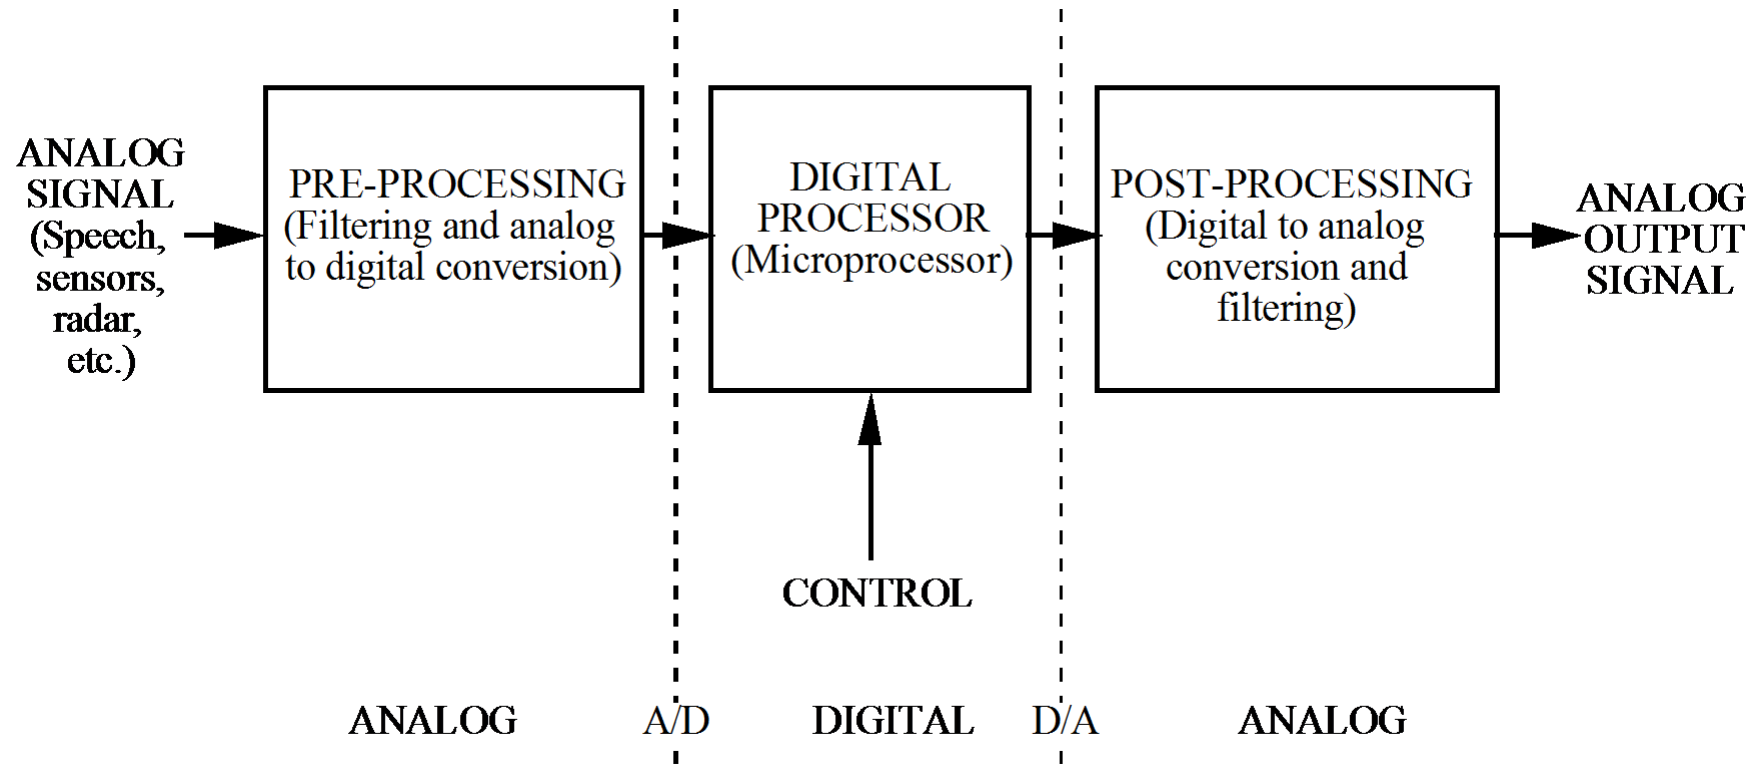 ANALOG
SIGNAL
(Speech,
sensors,
radar,
etc.)
PRE-PROCESSING
(Filtering and analog
to digital conversion)
DIGITAL
PROCESSOR
(Microprocessor)
POST-PROCESSING
(Digital to analog
conversion and
filtering)
ANALOG
OUTPUT
SIGNAL
CONTROL
ANALOG
A/D
DIGITAL
D/A
ANALOG